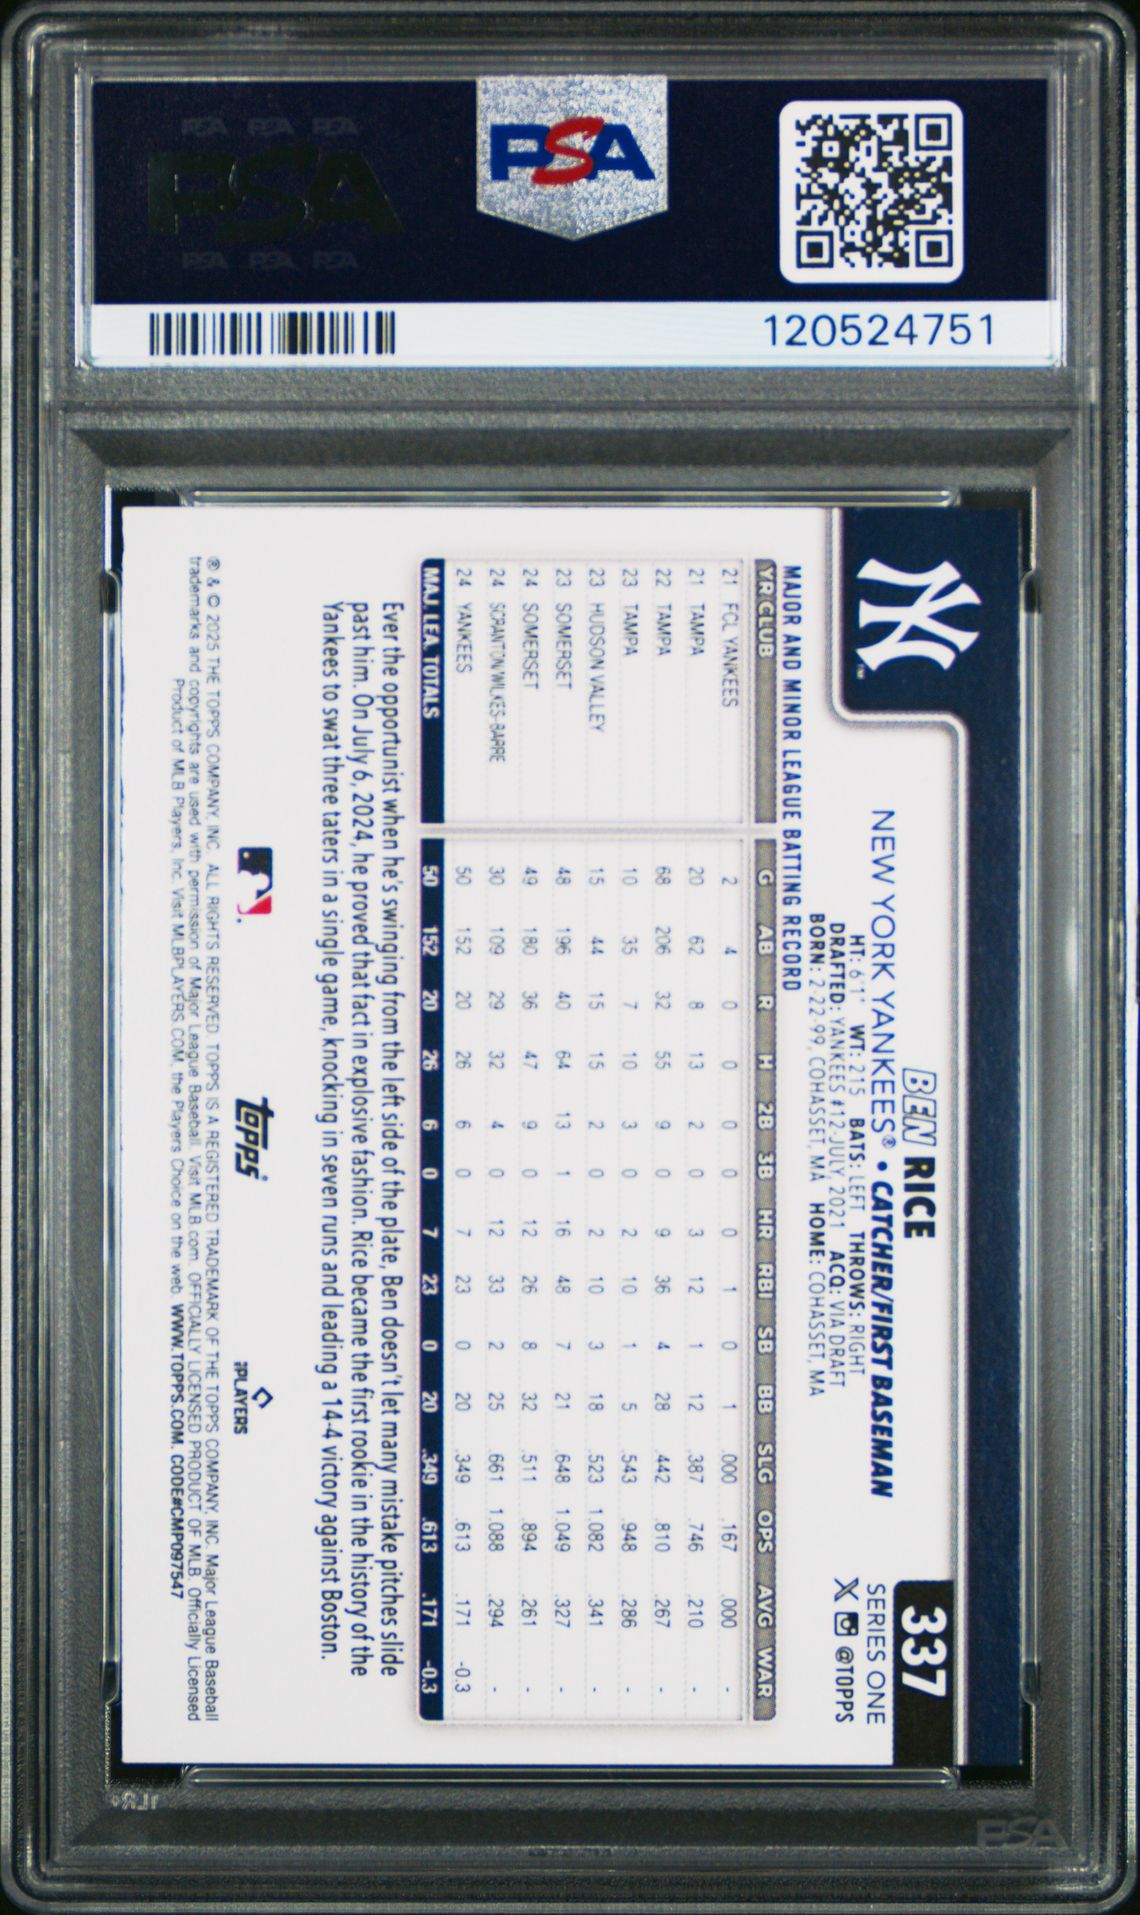 PSA
PSA PSA PSA
PSA
PSA PSA PSA
120524751
BEN RICE
NEW YORK YANKEES® • CATCHER/FIRST BASEMAN
HT: 6'1" WT: 215 BATS: LEFT THROWS: RIGHT
DRAFTED: YANKEES #12-JULY, 2021 ACQ: VIA DRAFT
BORN: 2-22-99, COHASSET, MA HOME: COHASSET, MA
337
SERIES ONE
X @TOPPS
NY
TM
MAJOR AND MINOR LEAGUE BATTING RECORD
YR CLUB G AB R H 2B 3B HR RBI SB BB SLG OPS AVG WAR
21 FCL YANKEES 2 4 0 0 0 0 0 1 0 1 .000 .167 .000 -
21 TAMPA 20 62 8 13 2 0 3 12 1 12 .387 .746 .210 -
22 TAMPA 68 206 32 55 9 0 9 36 4 28 .442 .810 .267 -
23 TAMPA 10 35 7 10 3 0 2 10 1 5 .543 .948 .286 -
23 HUDSON VALLEY 15 44 15 15 2 0 2 10 3 18 .523 1.082 .341 -
23 SOMERSET 48 196 40 64 13 1 16 48 7 21 .648 1.049 .327 -
24 SOMERSET 49 180 36 47 9 0 12 26 8 32 .511 .894 .261 -
24 SCRANTON/WILKES-BARRE 30 109 29 32 4 0 12 33 2 25 .661 1.088 .294 -
24 YANKEES 50 152 20 26 6 0 7 23 0 20 .349 .613 .171 -0.3
MAJ. LEA. TOTALS 50 152 20 26 6 0 7 23 0 20 .349 .613 .171 -0.3
Ever the opportunist when he's swinging from the left side of the plate, Ben doesn't let many mistake pitches slide
past him. On July 6, 2024, he proved that fact in explosive fashion. Rice became the first rookie in the history of the
Yankees to swat three taters in a single game, knocking in seven runs and leading a 14-4 victory against Boston.
topps
PLAYERS
® & © 2025 THE TOPPS COMPANY, INC. ALL RIGHTS RESERVED. TOPPS IS A REGISTERED TRADEMARK OF THE TOPPS COMPANY, INC. Major League Baseball
trademarks and copyrights are used with permission of Major League Baseball. Visit MLB.com. OFFICIALLY LICENSED PRODUCT OF MLB. Officially Licensed
Product of MLB Players, Inc. Visit MLBPLAYERS.COM, the Players Choice on the web. WWW.TOPPS.COM. CODE#CMP097547
PSA